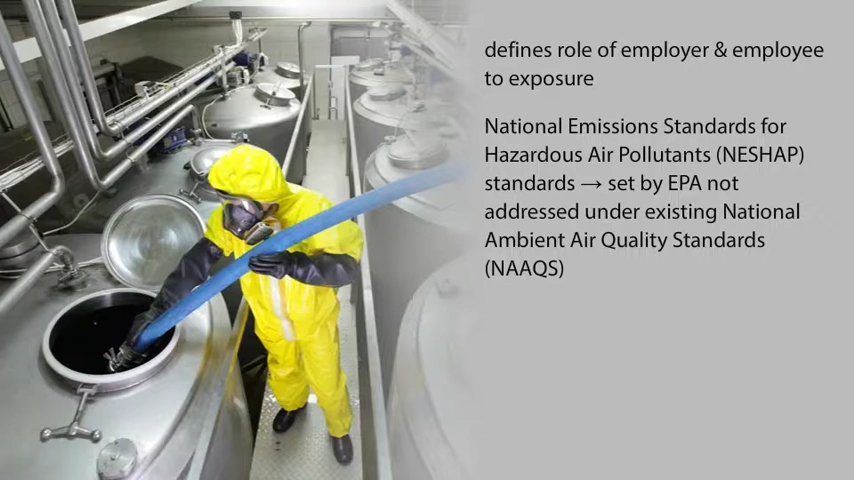 defines role of employer & employee
to exposure
National Emissions Standards for
Hazardous Air Pollutants (NESHAP)
standards → set by EPA not
addressed under existing National
Ambient Air Quality Standards
(NAAQS)